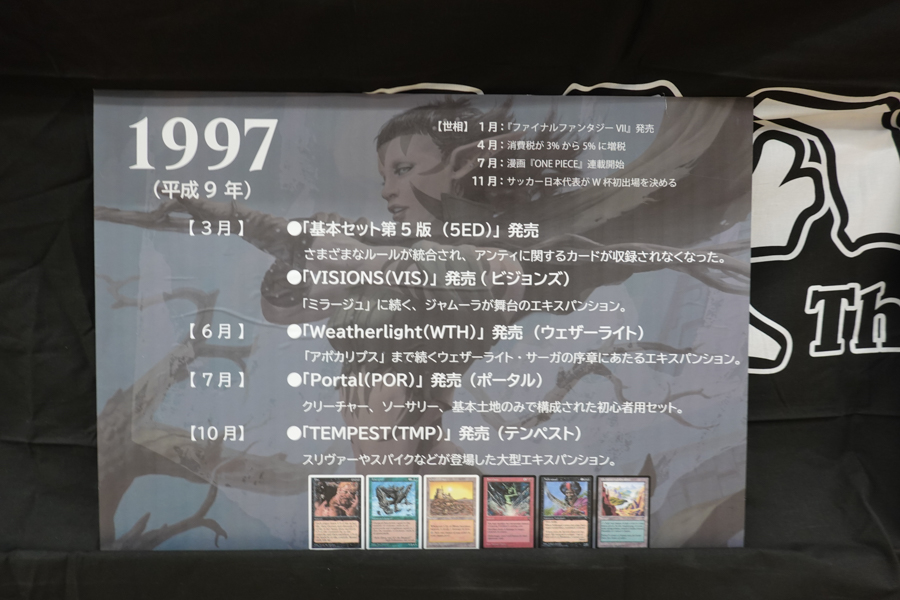 1997
（平成9年）
【世相】1月：『ファイナルファンタジーVII』発売
4月：消費税が3%から5%に増税
7月：漫画『ONE PIECE』連載開始
11月：サッカー日本代表がW杯初出場を決める
【3月】 ●「基本セット第5版（5ED）」発売
さまざまなルールが統合され、アンティに関するカードが収録されなくなった。
●「VISIONS(VIS)」発売（ビジョンズ）
「ミラージュ」に続く、ジャムーラが舞台のエキスパンション。
【6月】 ●「Weatherlight(WTH)」発売（ウェザーライト）
「アポカリプス」まで続くウェザーライト・サーガの序章にあたるエキスパンション。
【7月】 ●「Portal(POR)」発売（ポータル）
クリーチャー、ソーサリー、基本土地のみで構成された初心者用セット。
【10月】 ●「TEMPEST(TMP)」発売（テンペスト）
スリヴァーやスパイクなどが登場した大型エキスパンション。
Th